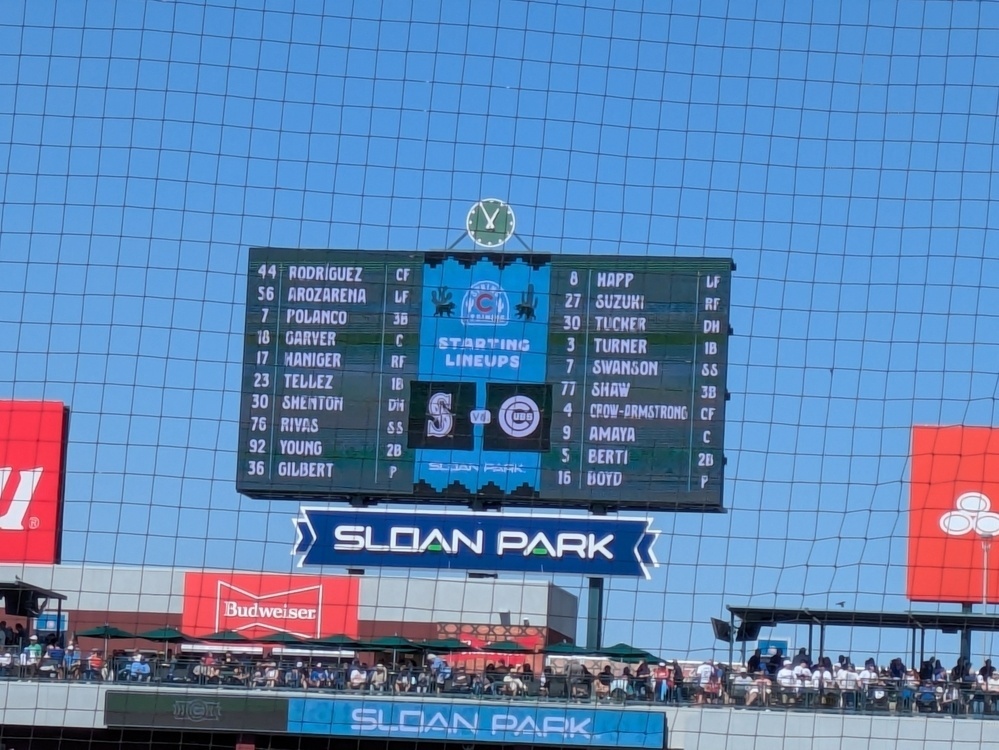 44 RODRÍGUEZ CF
56 AROZARENA LF
7 POLANCO 3B
18 GARVER C
17 HANIGER RF
23 TELLEZ 1B
30 SHENTON DH
76 RIVAS SS
92 YOUNG 2B
36 GILBERT P
C
STARTING
LINEUPS
S VS CUBS
SLOAN PARK
8 HAPP LF
27 SUZUKI RF
30 TUCKER DH
3 TURNER 1B
7 SWANSON SS
77 SHAW 3B
4 CROW-ARMSTRONG CF
9 AMAYA C
5 BERTI 2B
16 BOYD P
SLOAN PARK
Budweiser
SLOAN PARK